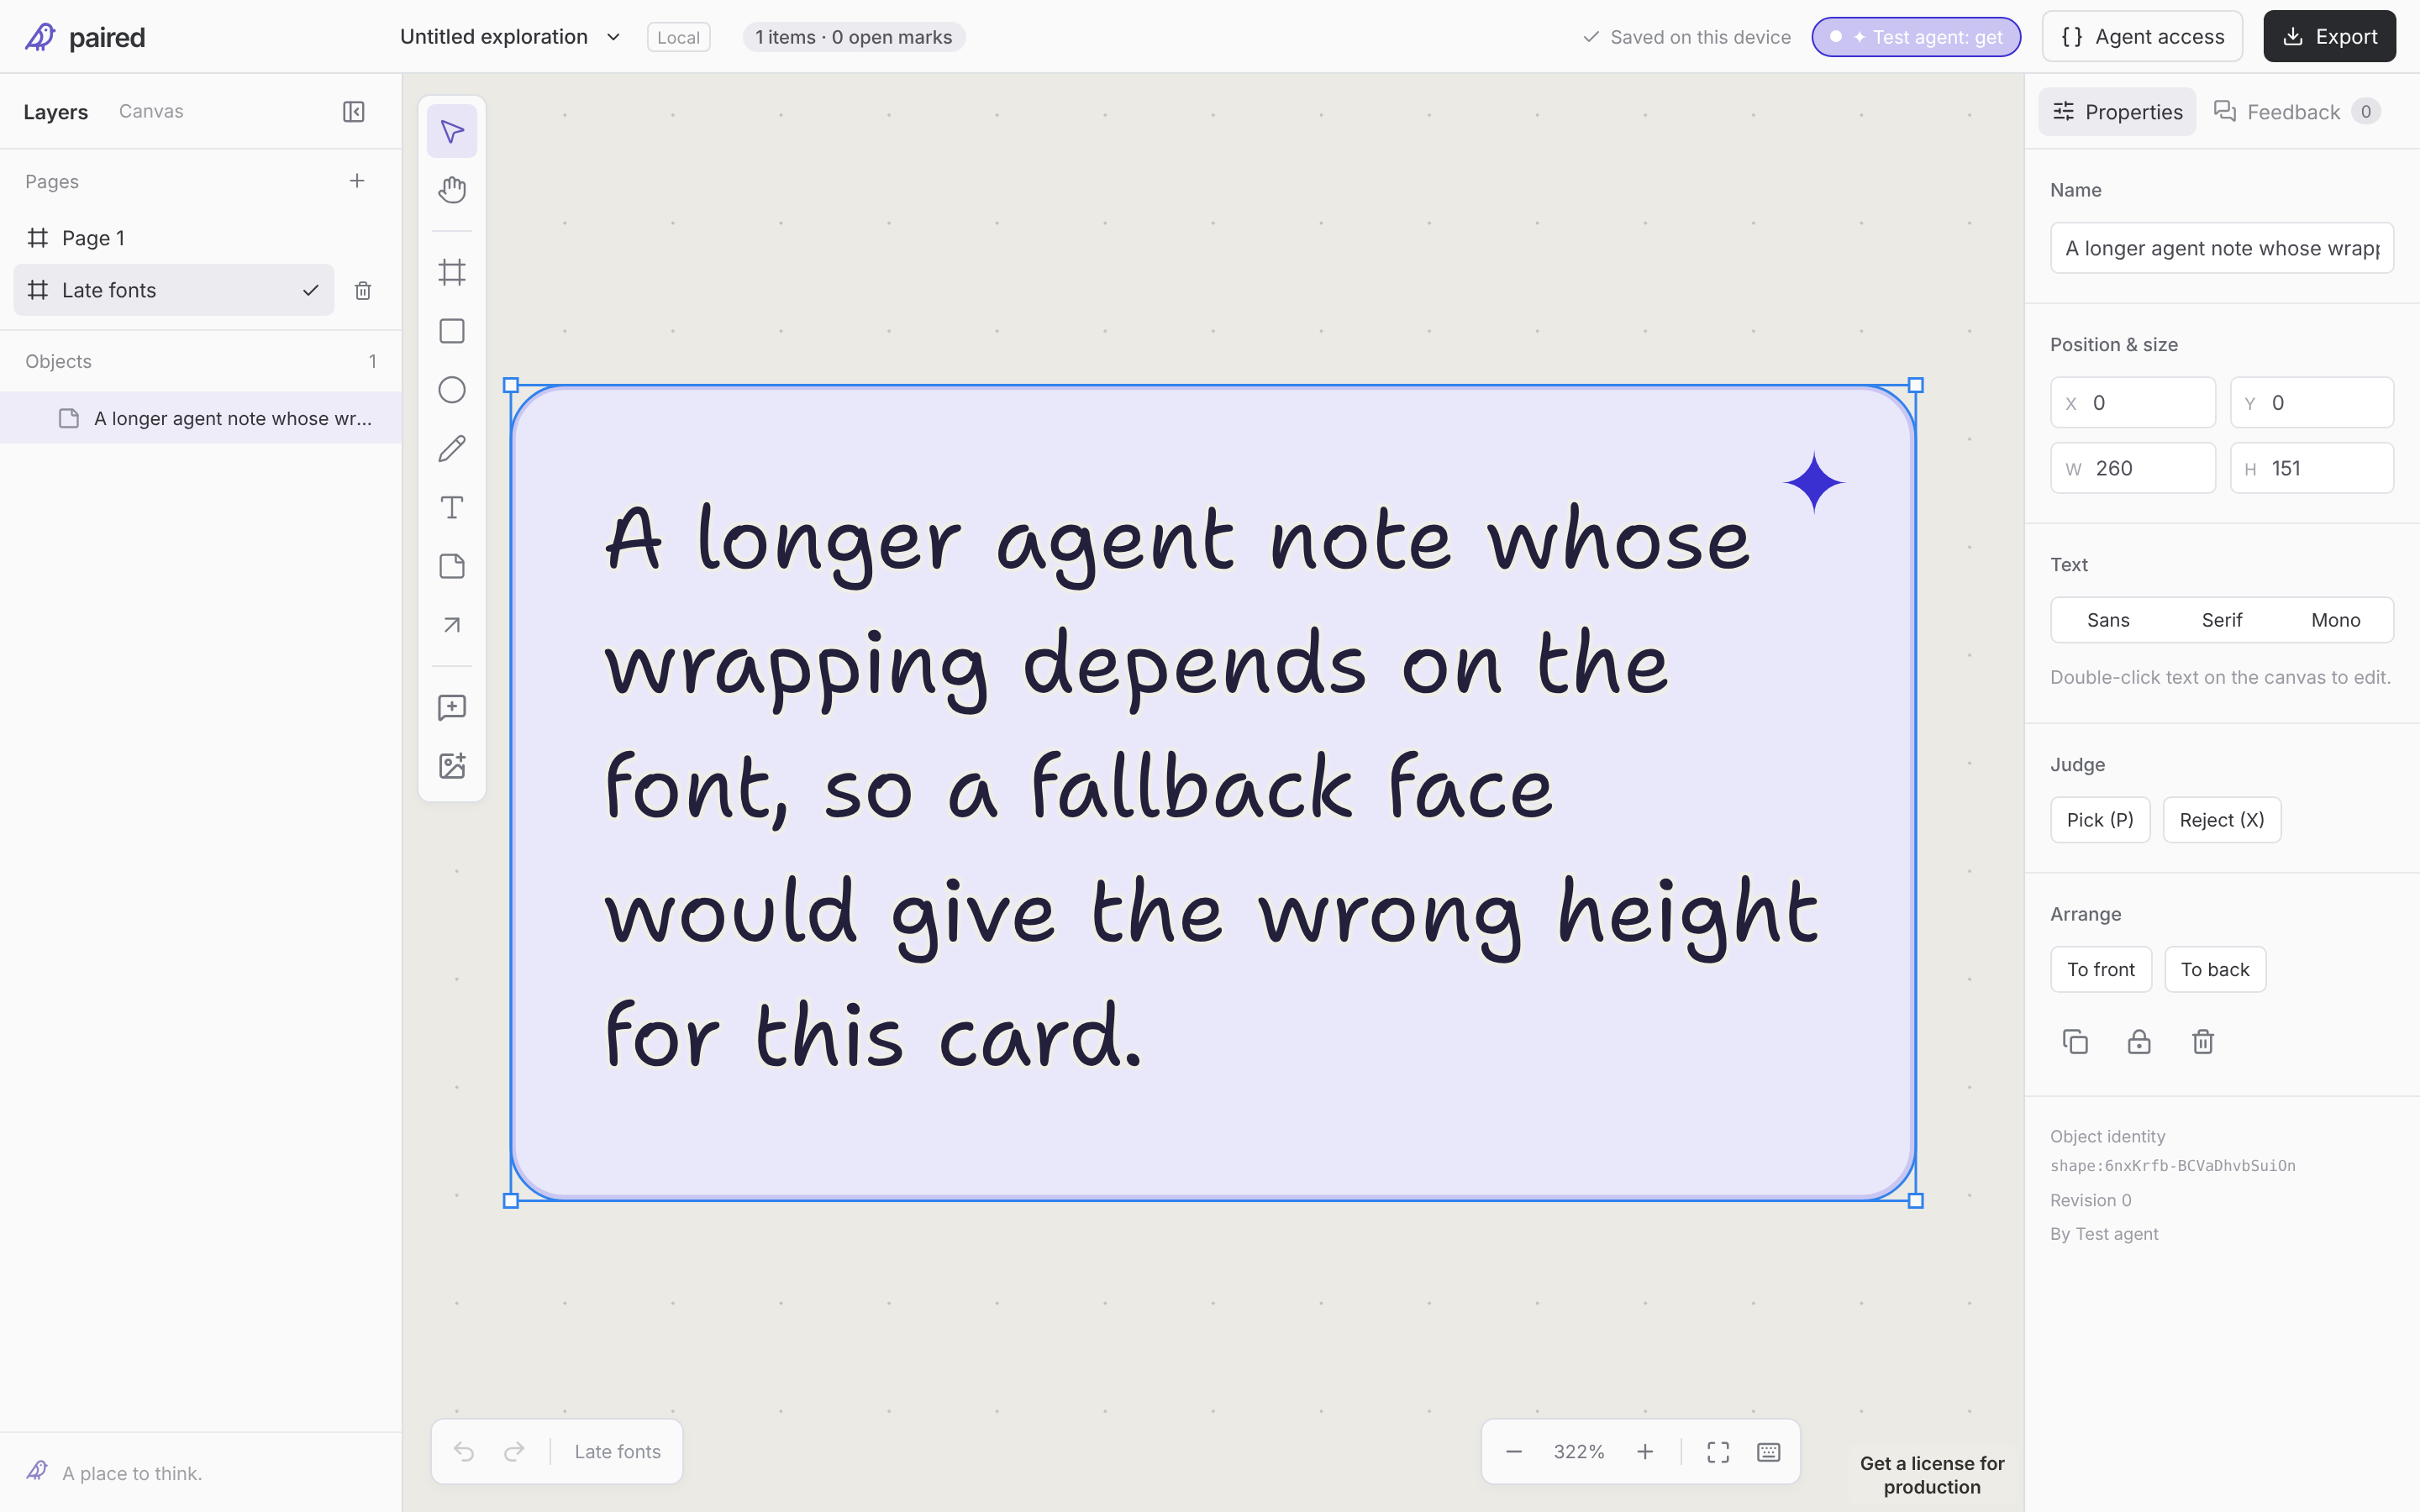 paired
Untitled exploration
Local
1 items · 0 open marks
Saved on this device
Test agent: get
{ } Agent access
Export
Layers
Canvas
Pages
Page 1
Late fonts
Objects
1
A longer agent note whose wr...
A place to think.
A longer agent note whose
wrapping depends on the
font, so a fallback face
would give the wrong height
for this card.
Late fonts
322%
Get a license for
production
Properties
Feedback
0
Name
A longer agent note whose wrapp
Position & size
X 0
Y 0
W 260
H 151
Text
Sans
Serif
Mono
Double-click text on the canvas to edit.
Judge
Pick (P)
Reject (X)
Arrange
To front
To back
Object identity
shape:6nxKrfb-BCVaDhvbSuiOn
Revision 0
By Test agent